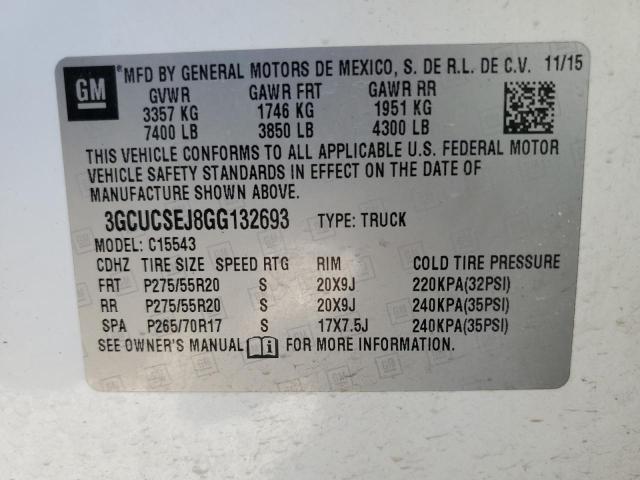 GM
*MFD BY GENERAL MOTORS DE MEXICO, S. DE R.L. DE C.V. 11/15
GVWR GAWR FRT GAWR RR
3357 KG 1746 KG 1951 KG
7400 LB 3850 LB 4300 LB
THIS VEHICLE CONFORMS TO ALL APPLICABLE U.S. FEDERAL MOTOR
VEHICLE SAFETY STANDARDS IN EFFECT ON THE DATE OF
MANUFACTURE SHOWN ABOVE.
3GCUCSEJ8GG132693 TYPE: TRUCK
MODEL: C15543
CDHZ TIRE SIZE SPEED RTG RIM COLD TIRE PRESSURE
FRT P275/55R20 S 20X9J 220KPA(32PSI)
RR P275/55R20 S 20X9J 240KPA(35PSI)
SPA P265/70R17 S 17X7.5J 240KPA(35PSI)
SEE OWNER'S MANUAL FOR MORE INFORMATION.